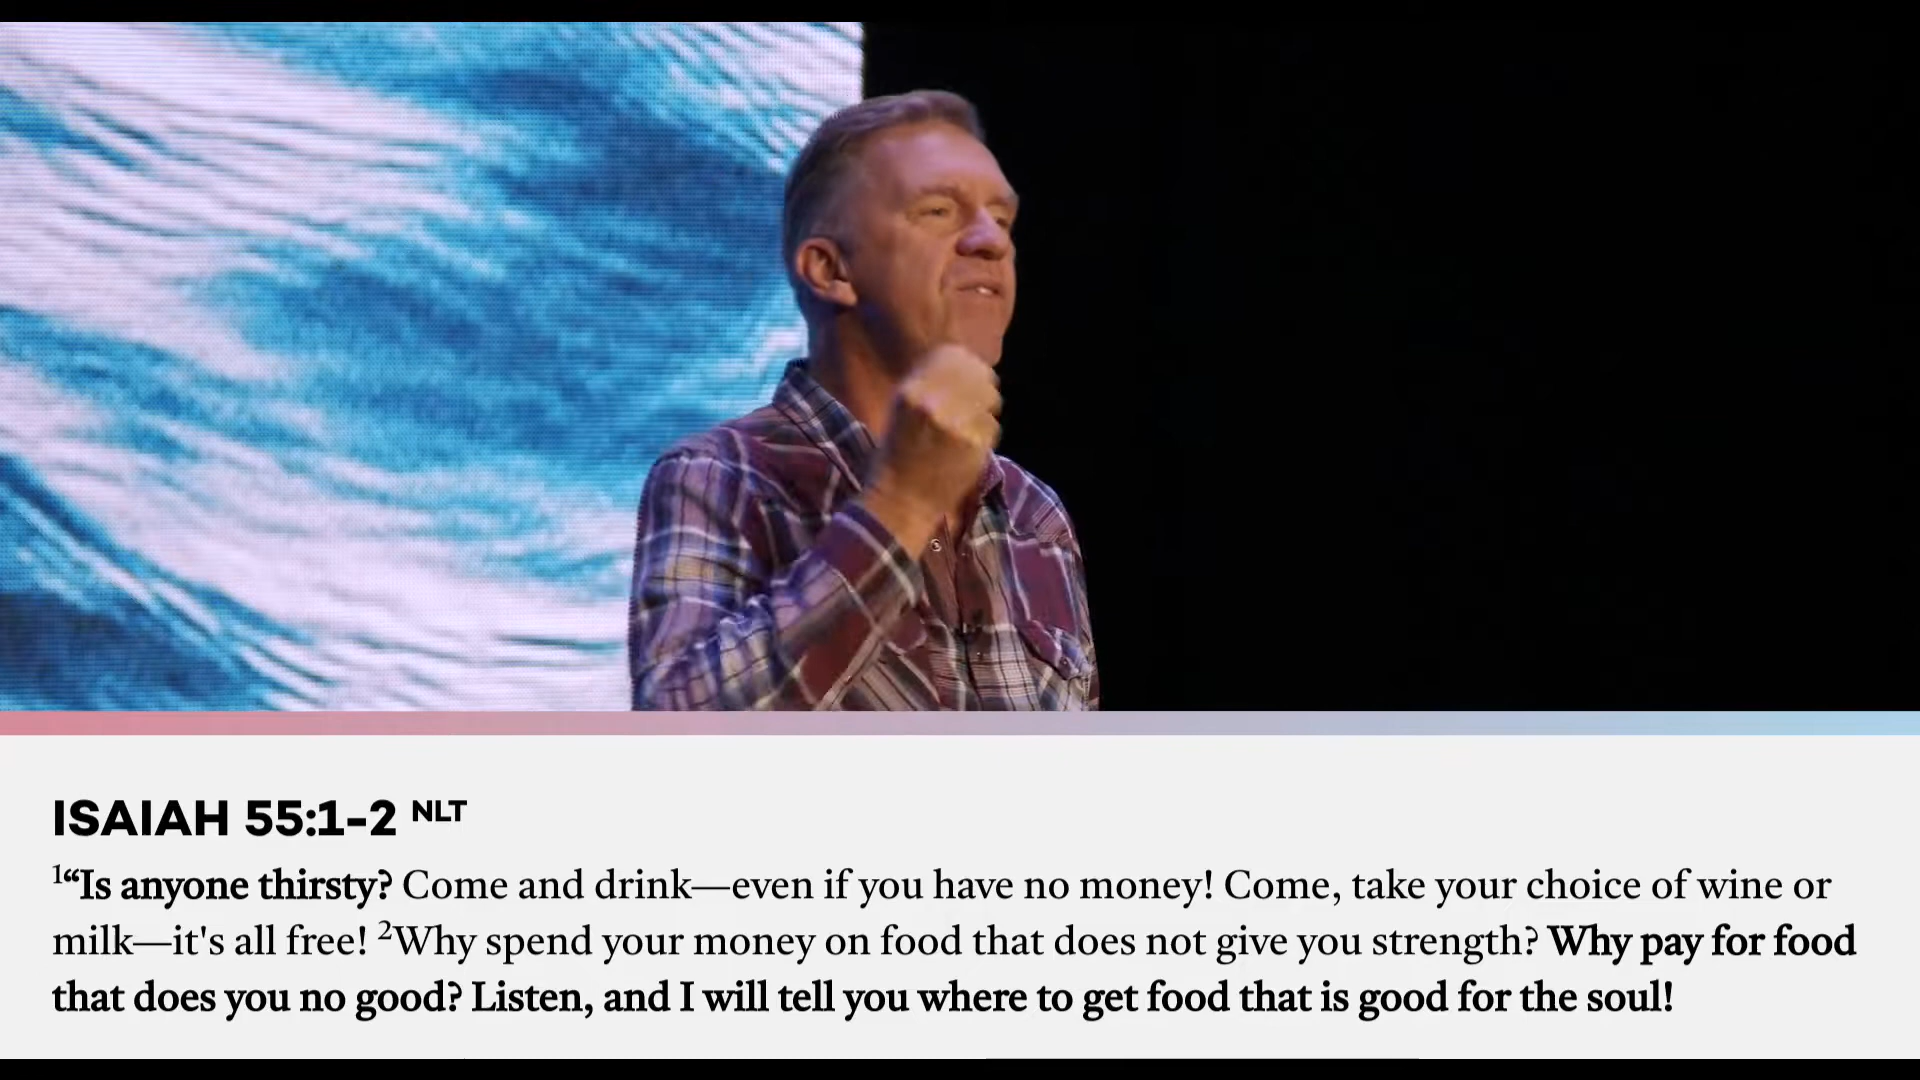 ISAIAH 55:1-2 NLT
1“Is anyone thirsty? Come and drink—even if you have no money! Come, take your choice of wine or
milk—it's all free! 2Why spend your money on food that does not give you strength? Why pay for food
that does you no good? Listen, and I will tell you where to get food that is good for the soul!